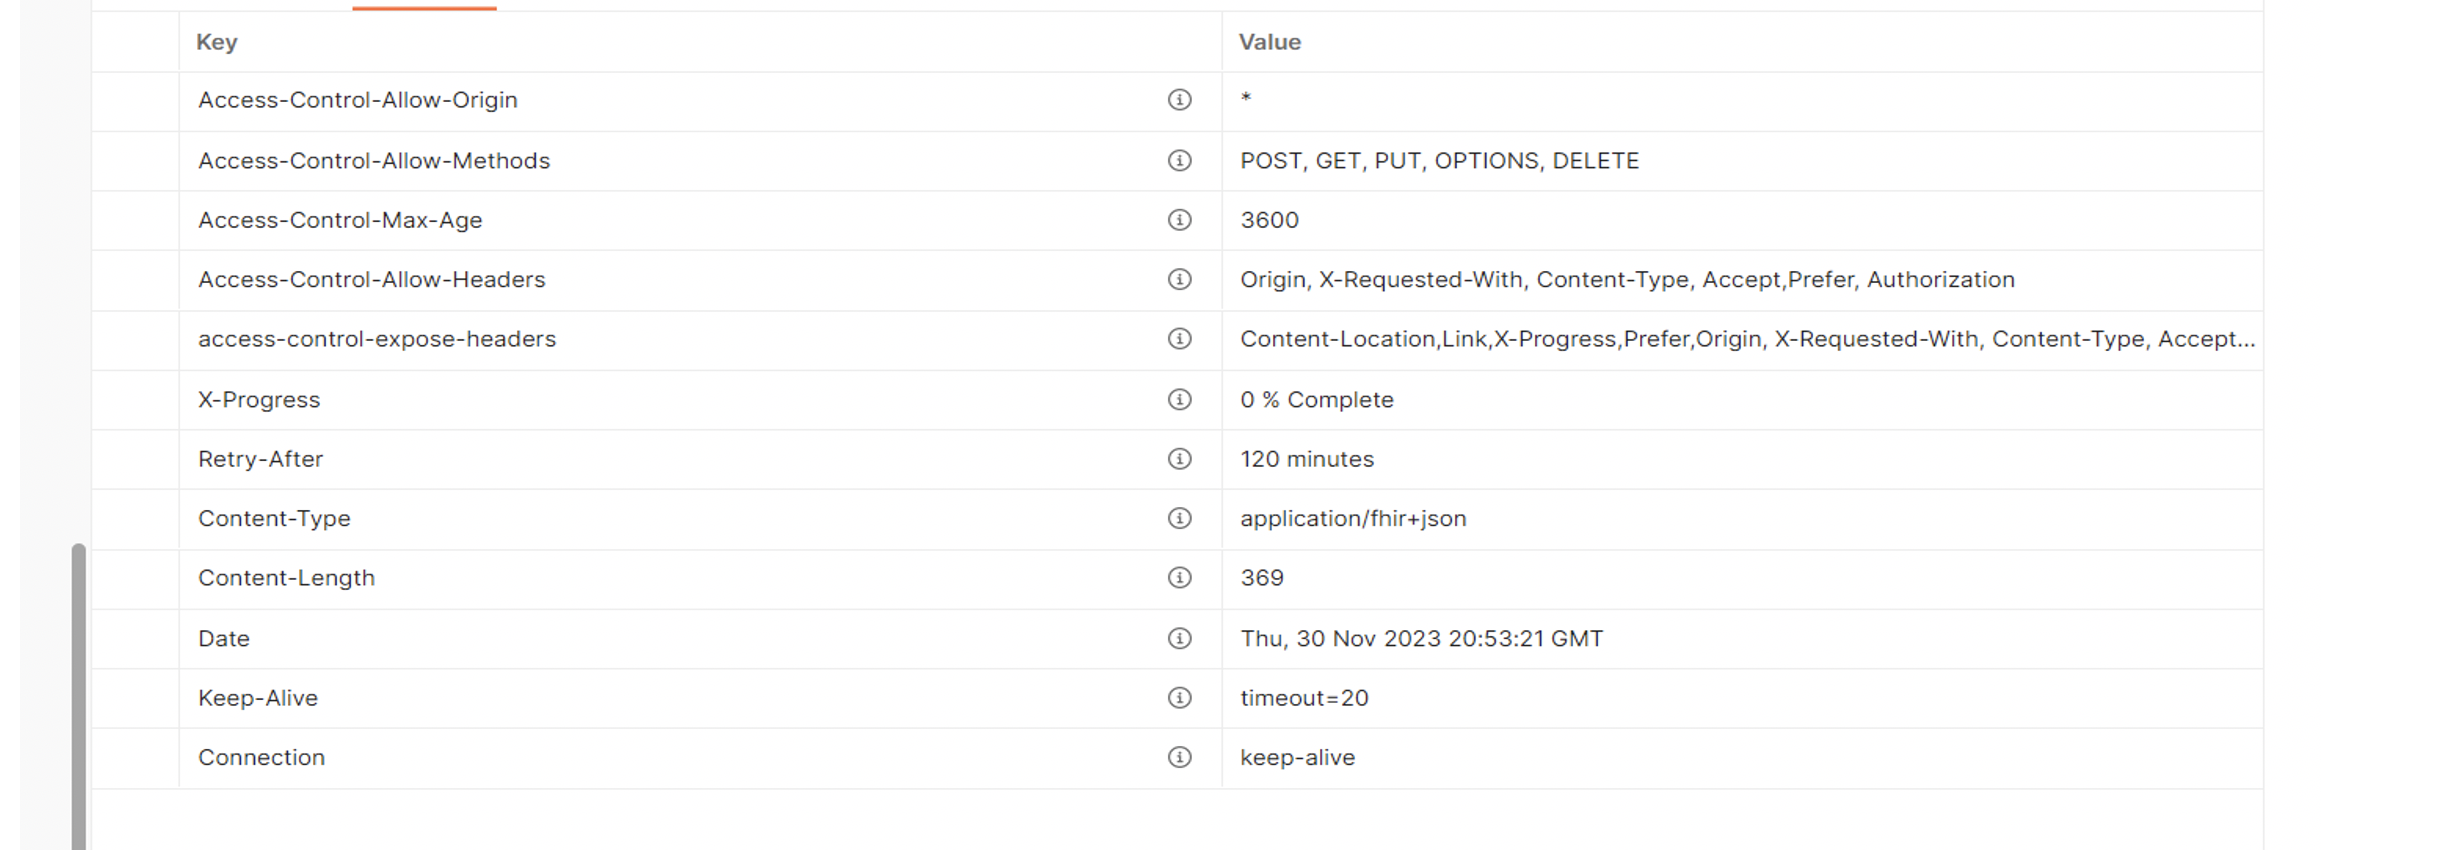 Key Value
Access-Control-Allow-Origin *
Access-Control-Allow-Methods POST, GET, PUT, OPTIONS, DELETE
Access-Control-Max-Age 3600
Access-Control-Allow-Headers Origin, X-Requested-With, Content-Type, Accept,Prefer, Authorization
access-control-expose-headers Content-Location,Link,X-Progress,Prefer,Origin, X-Requested-With, Content-Type, Accept...
X-Progress 0 % Complete
Retry-After 120 minutes
Content-Type application/fhir+json
Content-Length 369
Date Thu, 30 Nov 2023 20:53:21 GMT
Keep-Alive timeout=20
Connection keep-alive